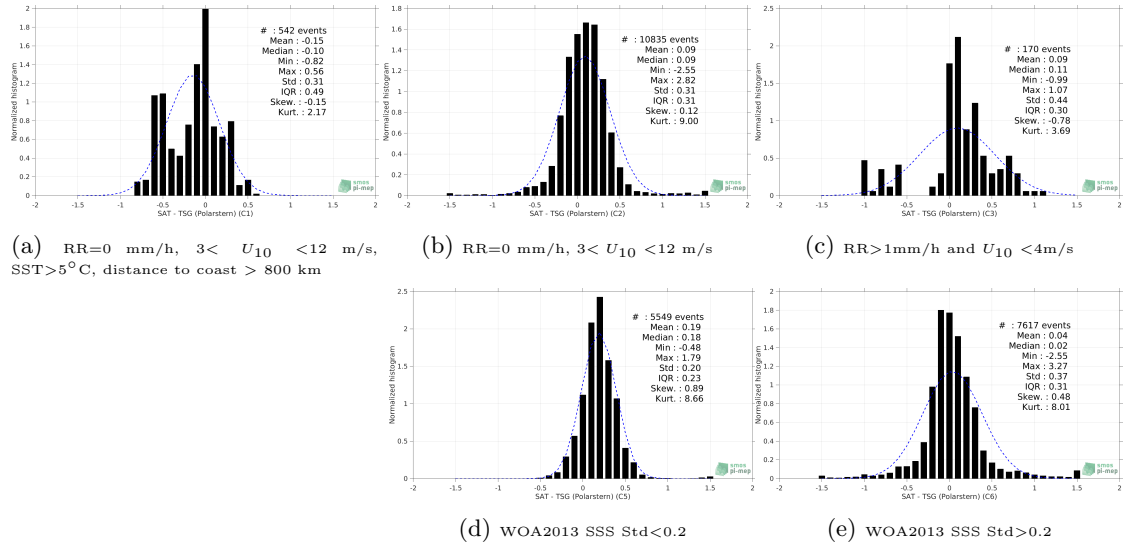 2
1.8
1.6
1.4
1.2
1
0.8
0.6
0.4
0.2
0
Normalized histogram
# : 542 events
Mean : -0.15
Median : -0.10
Min : -0.82
Max : 0.56
Std : 0.31
IQR : 0.49
Skew. : -0.15
Kurt. : 2.17
smos
pi-mep
-2 -1.5 -1 -0.5 0 0.5 1 1.5 2
SAT - TSG (Polarstern) (C1)
(a) RR=0 mm/h, 3< U10 <12 m/s,
SST>5°C, distance to coast > 800 km
1.8
1.6
1.4
1.2
1
0.8
0.6
0.4
0.2
0
Normalized histogram
# : 10835 events
Mean : 0.09
Median : 0.09
Min : -2.55
Max : 2.82
Std : 0.31
IQR : 0.31
Skew. : 0.12
Kurt. : 9.00
smos
pi-mep
-2 -1.5 -1 -0.5 0 0.5 1 1.5 2
SAT - TSG (Polarstern) (C2)
(b) RR=0 mm/h, 3< U10 <12 m/s
2.5
2
1.5
1
0.5
0
Normalized histogram
# : 170 events
Mean : 0.09
Median : 0.11
Min : -0.99
Max : 1.07
Std : 0.44
IQR : 0.30
Skew. : -0.78
Kurt. : 3.69
smos
pi-mep
-2 -1.5 -1 -0.5 0 0.5 1 1.5 2
SAT - TSG (Polarstern) (C3)
(c) RR>1mm/h and U10 <4m/s
2.5
2
1.5
1
0.5
0
Normalized histogram
# : 5549 events
Mean : 0.19
Median : 0.18
Min : -0.48
Max : 1.79
Std : 0.20
IQR : 0.23
Skew. : 0.89
Kurt. : 8.66
smos
pi-mep
-2 -1.5 -1 -0.5 0 0.5 1 1.5 2
SAT - TSG (Polarstern) (C5)
(d) WOA2013 SSS Std<0.2
2
1.8
1.6
1.4
1.2
1
0.8
0.6
0.4
0.2
0
Normalized histogram
# : 7617 events
Mean : 0.04
Median : 0.02
Min : -2.55
Max : 3.27
Std : 0.37
IQR : 0.31
Skew. : 0.48
Kurt. : 8.01
smos
pi-mep
-2 -1.5 -1 -0.5 0 0.5 1 1.5 2
SAT - TSG (Polarstern) (C6)
(e) WOA2013 SSS Std>0.2